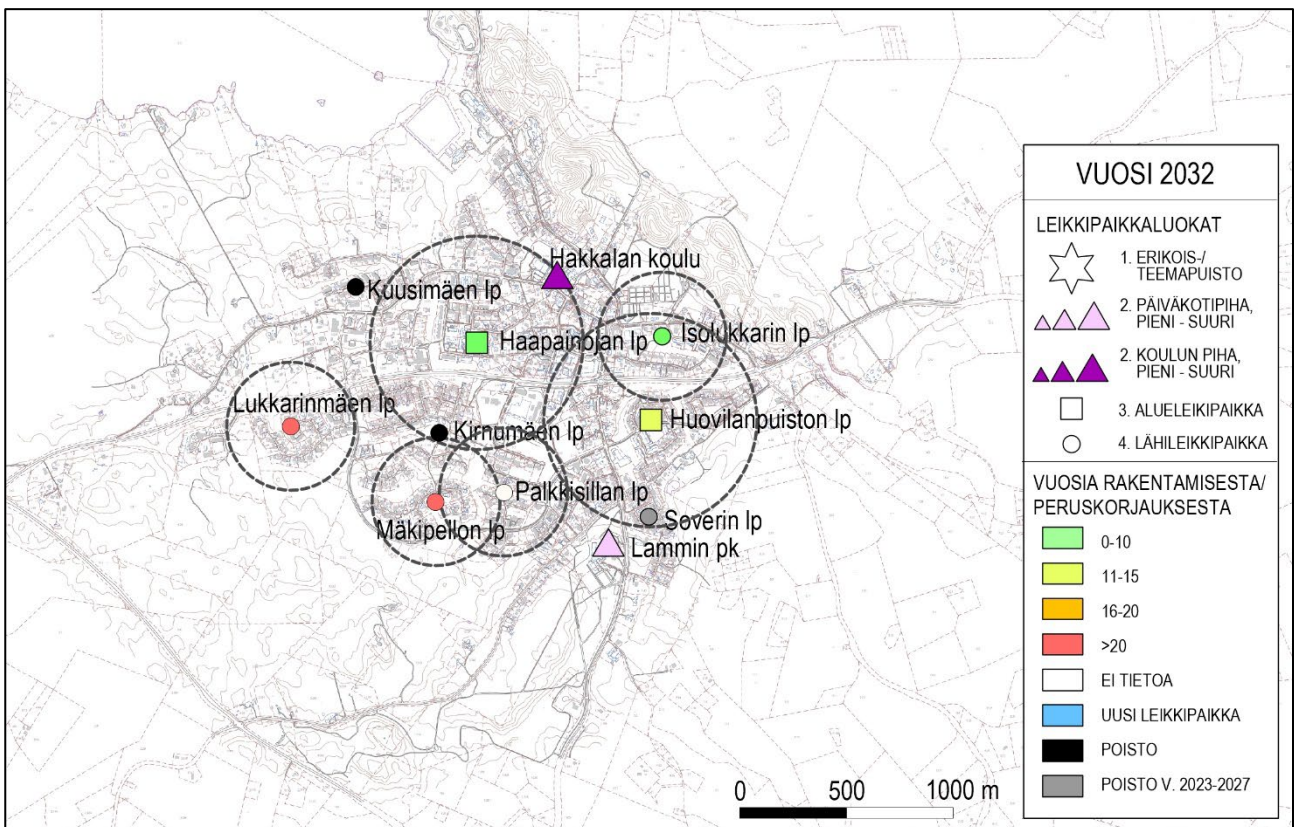 Hakkalan koulu
Kuusimäen lp
Haapainojan lp
Isolukkarin lp
Lukkarinmäen lp
Kirnumäen lp
Huovilanpuiston lp
Palkkisillan lp
Mäkipellon lp
Soverin lp
Lammin pk
0 500 1000 m
VUOSI 2032
LEIKKIPAIKKALUOKAT
1. ERIKOIS-/
TEEMAPUISTO
2. PÄIVÄKOTIPIHA,
PIENI - SUURI
2. KOULUN PIHA,
PIENI - SUURI
3. ALUELEIKIPAIKKA
4. LÄHILEIKKIPAIKKA
VUOSIA RAKENTAMISESTA/
PERUSKORJAUKSESTA
0-10
11-15
16-20
>20
EI TIETOA
UUSI LEIKKIPAIKKA
POISTO
POISTO V. 2023-2027